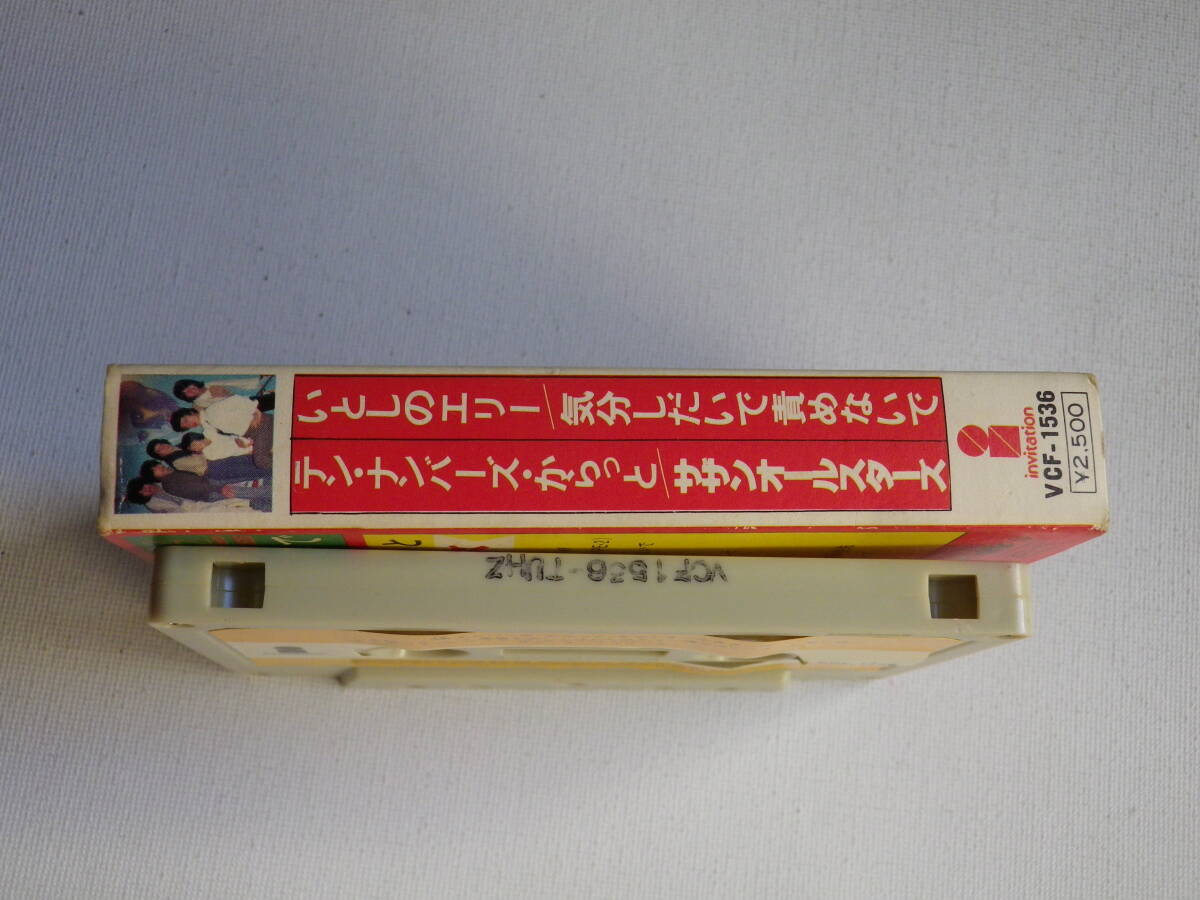 いとしのエリー/気分しだいで責めないで
テン・ナンバーズ・からっと/サザンオールスターズ
invitation
VCF-1536
¥2,500
VCF1536-TUHZ